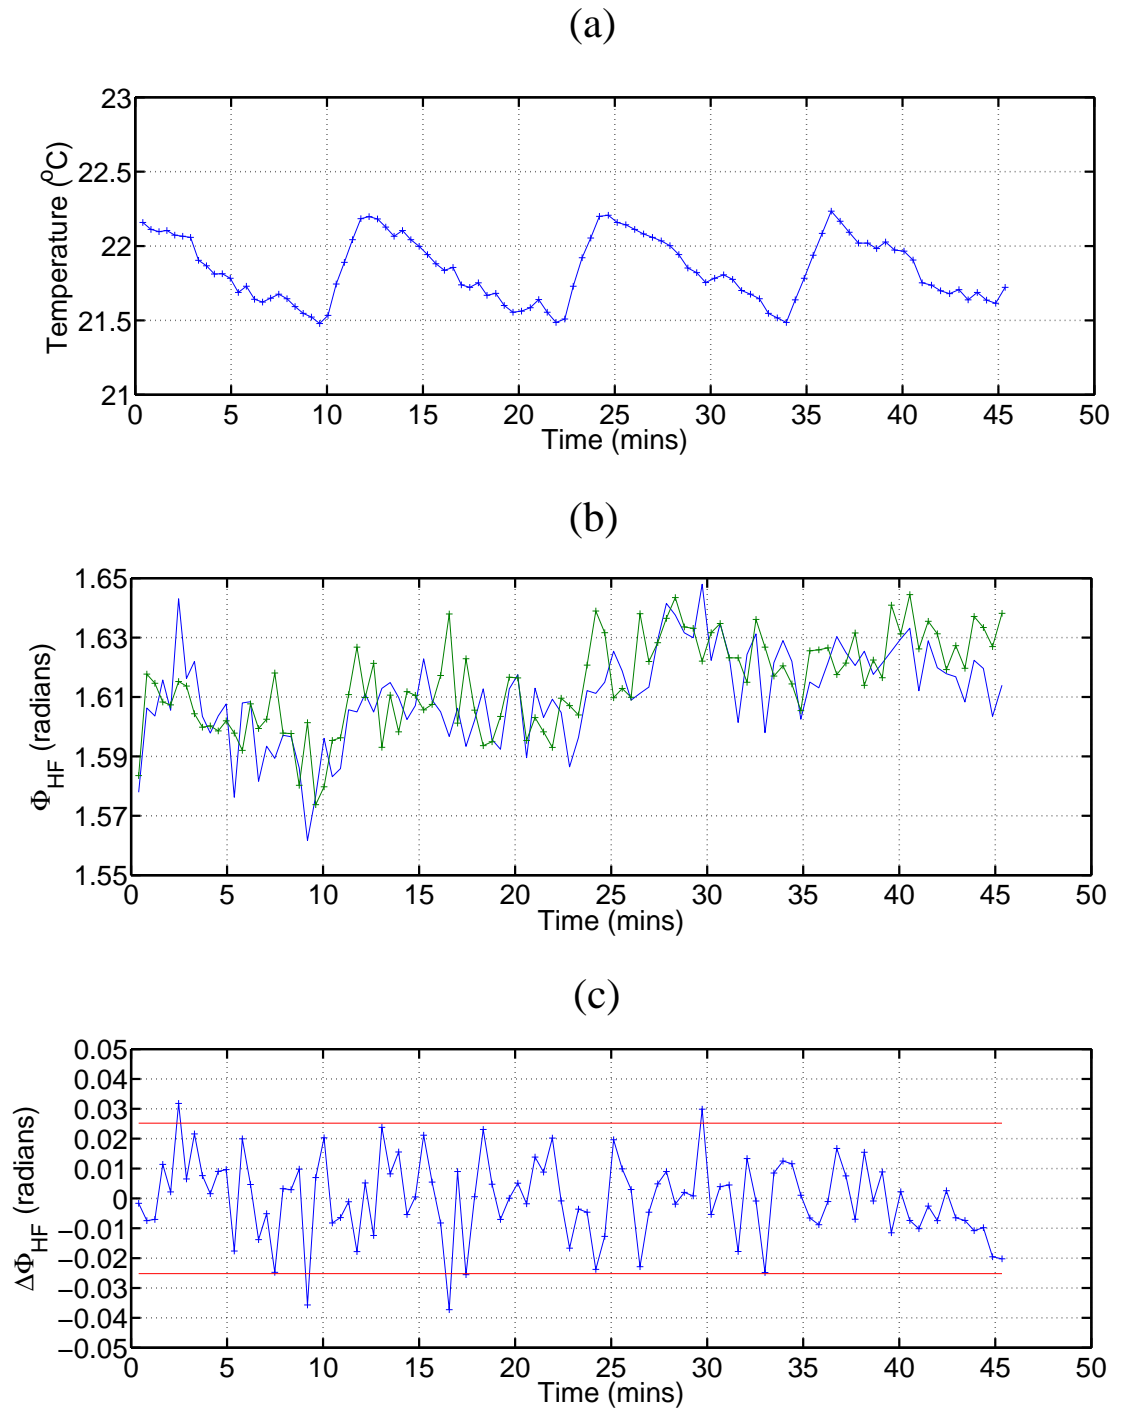 (a)
23
22.5
22
21.5
21
Temperature (ºC)
0 5 10 15 20 25 30 35 40 45 50
Time (mins)
(b)
1.65
1.63
1.61
1.59
1.57
1.55
Φ_HF (radians)
0 5 10 15 20 25 30 35 40 45 50
Time (mins)
(c)
0.05
0.04
0.03
0.02
0.01
0
−0.01
−0.02
−0.03
−0.04
−0.05
ΔΦ_HF (radians)
0 5 10 15 20 25 30 35 40 45 50
Time (mins)